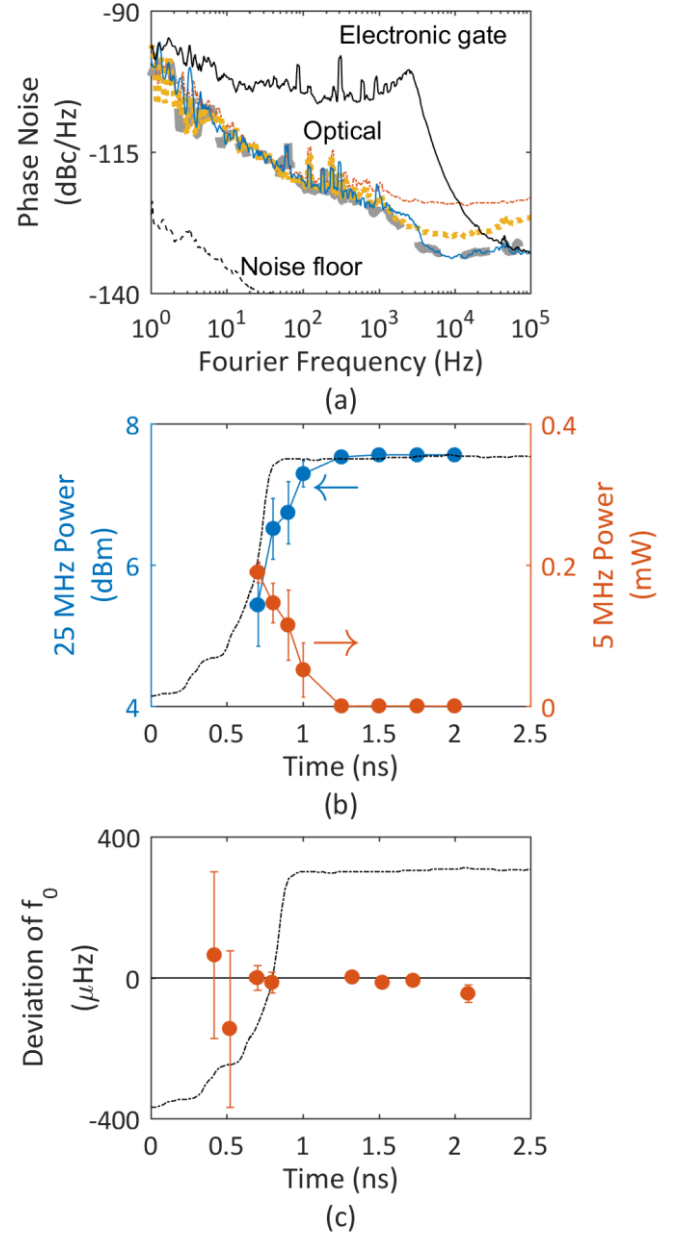 -90
Electronic gate
Phase Noise
(dBc/Hz)
-115
Optical
Noise floor
-140
10^0 10^1 10^2 10^3 10^4 10^5
Fourier Frequency (Hz)
(a)
8 0.4
25 MHz Power
(dBm)
6 0.2
5 MHz Power
(mW)
4 0
0 0.5 1 1.5 2 2.5
Time (ns)
(b)
400
Deviation of f_0
(μHz)
0
-400
0 0.5 1 1.5 2 2.5
Time (ns)
(c)